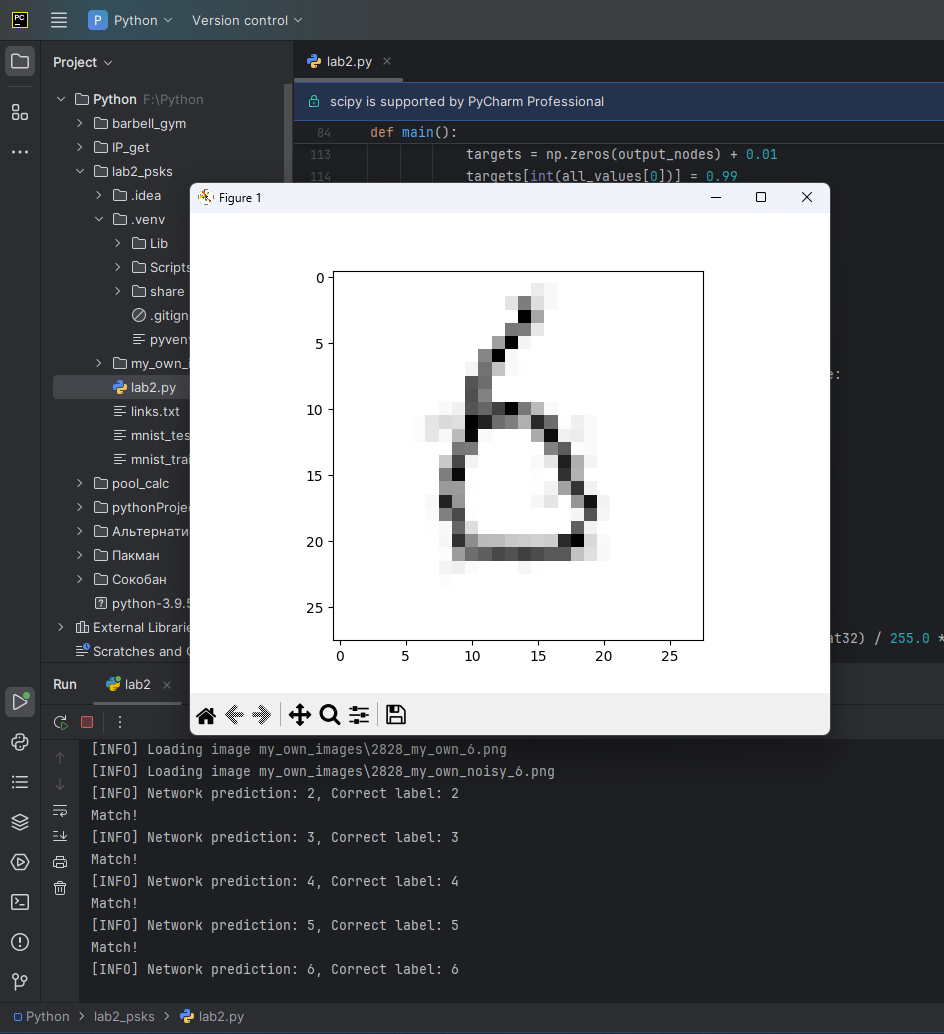 PC
P Python Version control
Project
lab2.py
Python F:\Python
scipy is supported by PyCharm Professional
barbell_gym
84 def main():
IP_get
113 targets = np.zeros(output_nodes) + 0.01
lab2_psks
114 targets[int(all_values[0])] = 0.99
.idea
Figure 1
.venv
Lib
Scripts
share
.gitign
pyven
my_own_i
e:
lab2.py
links.txt
mnist_tes
mnist_trai
pool_calc
pythonProje
Альтернати
Пакман
Сокобан
python-3.9.5
External Librarie
at32) / 255.0 *
Scratches and C
0
5
10
15
20
25
0 5 10 15 20 25
Run lab2
[INFO] Loading image my_own_images\2828_my_own_6.png
[INFO] Loading image my_own_images\2828_my_own_noisy_6.png
[INFO] Network prediction: 2, Correct label: 2
Match!
[INFO] Network prediction: 3, Correct label: 3
Match!
[INFO] Network prediction: 4, Correct label: 4
Match!
[INFO] Network prediction: 5, Correct label: 5
Match!
[INFO] Network prediction: 6, Correct label: 6
Python > lab2_psks > lab2.py